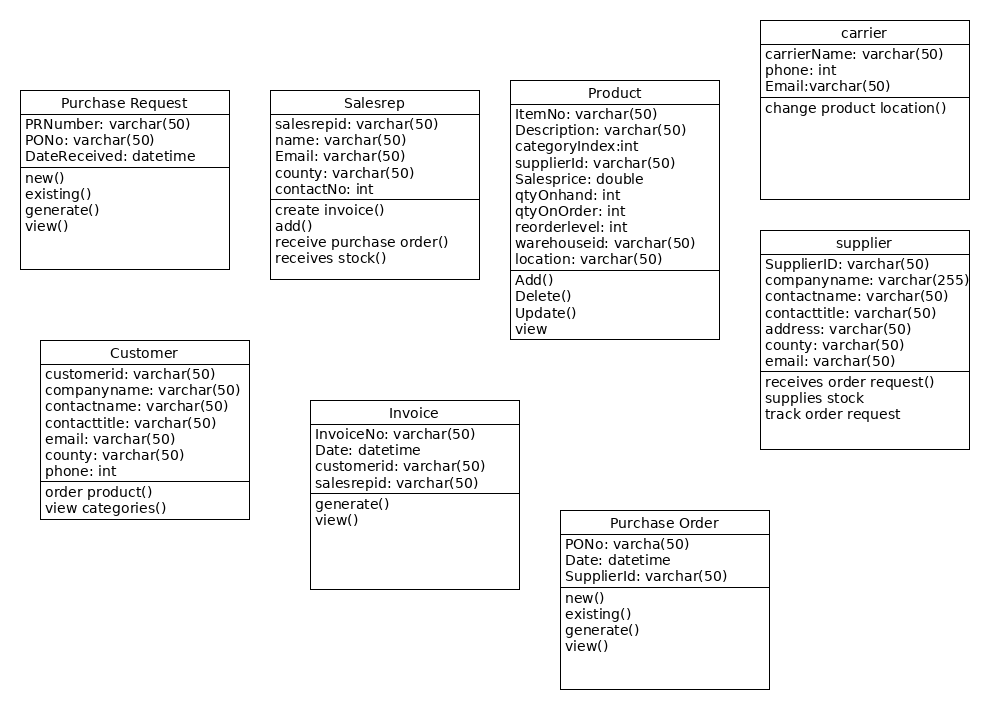 carrier
carrierName: varchar(50)
phone: int
Email:varchar(50)
change product location()
Purchase Request
PRNumber: varchar(50)
PONo: varchar(50)
DateReceived: datetime
new()
existing()
generate()
view()
Salesrep
salesrepid: varchar(50)
name: varchar(50)
Email: varchar(50)
county: varchar(50)
contactNo: int
create invoice()
add()
receive purchase order()
receives stock()
Product
ItemNo: varchar(50)
Description: varchar(50)
categoryIndex:int
supplierId: varchar(50)
Salesprice: double
qtyOnhand: int
qtyOnOrder: int
reorderlevel: int
warehouseid: varchar(50)
location: varchar(50)
Add()
Delete()
Update()
view
supplier
SupplierID: varchar(50)
companyname: varchar(255)
contactname: varchar(50)
contacttitle: varchar(50)
address: varchar(50)
county: varchar(50)
email: varchar(50)
receives order request()
supplies stock
track order request
Customer
customerid: varchar(50)
companyname: varchar(50)
contactname: varchar(50)
contacttitle: varchar(50)
email: varchar(50)
county: varchar(50)
phone: int
order product()
view categories()
Invoice
InvoiceNo: varchar(50)
Date: datetime
customerid: varchar(50)
salesrepid: varchar(50)
generate()
view()
Purchase Order
PONo: varcha(50)
Date: datetime
SupplierId: varchar(50)
new()
existing()
generate()
view()